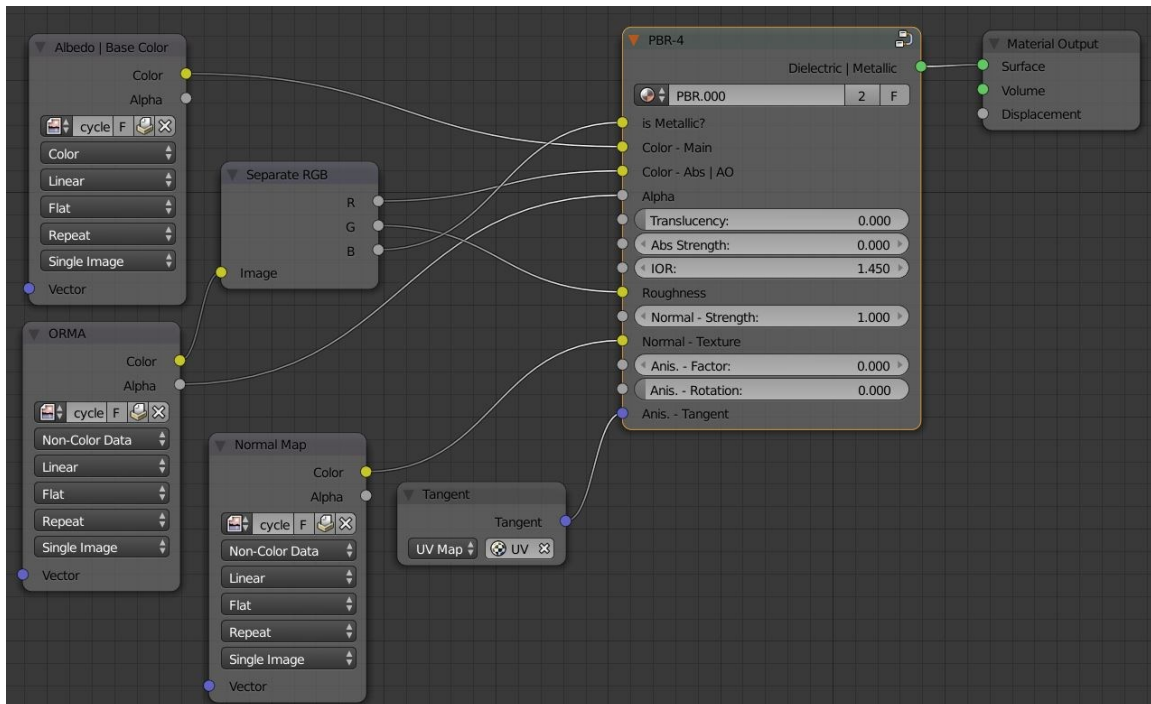 Albedo | Base Color
Color
Alpha
cycle F
Color
Linear
Flat
Repeat
Single Image
Vector
ORMA
Color
Alpha
cycle F
Non-Color Data
Linear
Flat
Repeat
Single Image
Vector
Separate RGB
R
G
B
Image
Normal Map
Color
Alpha
cycle F
Non-Color Data
Linear
Flat
Repeat
Single Image
Vector
Tangent
Tangent
UV Map UV
PBR-4
Dielectric | Metallic
PBR.000 2 F
is Metallic?
Color - Main
Color - Abs | AO
Alpha
Translucency: 0.000
Abs Strength: 0.000
IOR: 1.450
Roughness
Normal - Strength: 1.000
Normal - Texture
Anis. - Factor: 0.000
Anis. - Rotation: 0.000
Anis. - Tangent
Material Output
Surface
Volume
Displacement